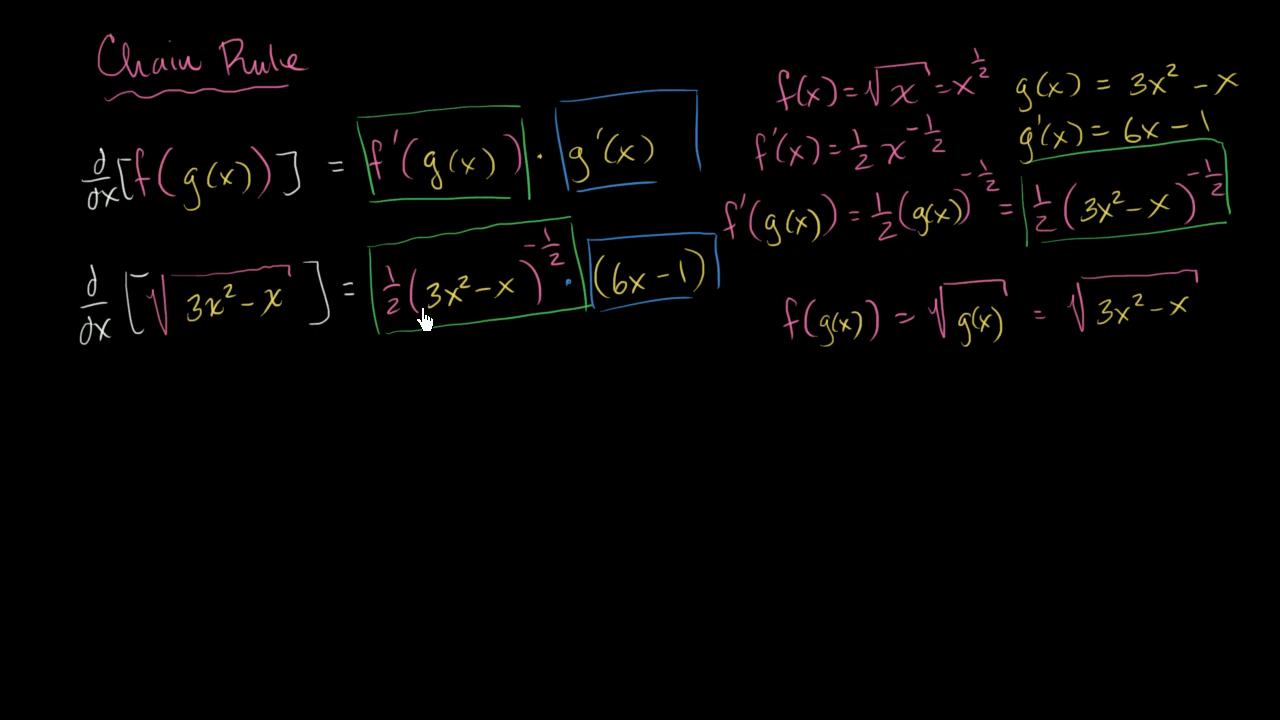 Chain Rule
d/dx[f(g(x))] = f'(g(x)) · g'(x)
d/dx[√(3x²-x)] = ½(3x²-x)^(-½) · (6x-1)
f(x)=√x=x^½
g(x) = 3x²-x
f'(x)=½x^(-½)
g'(x)= 6x-1
f'(g(x))=½(g(x))^(-½)=½(3x²-x)^(-½)
f(g(x)) = √g(x) = √(3x²-x)